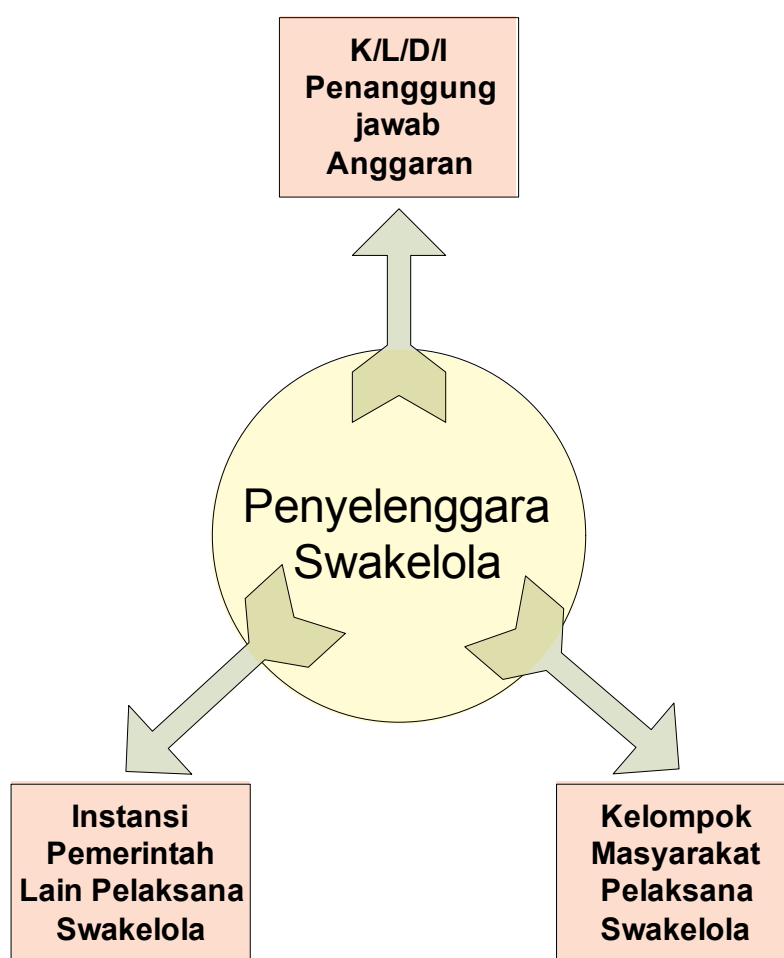 K/L/D/I
Penanggung
jawab
Anggaran
Penyelenggara
Swakelola
Instansi
Pemerintah
Lain Pelaksana
Swakelola
Kelompok
Masyarakat
Pelaksana
Swakelola